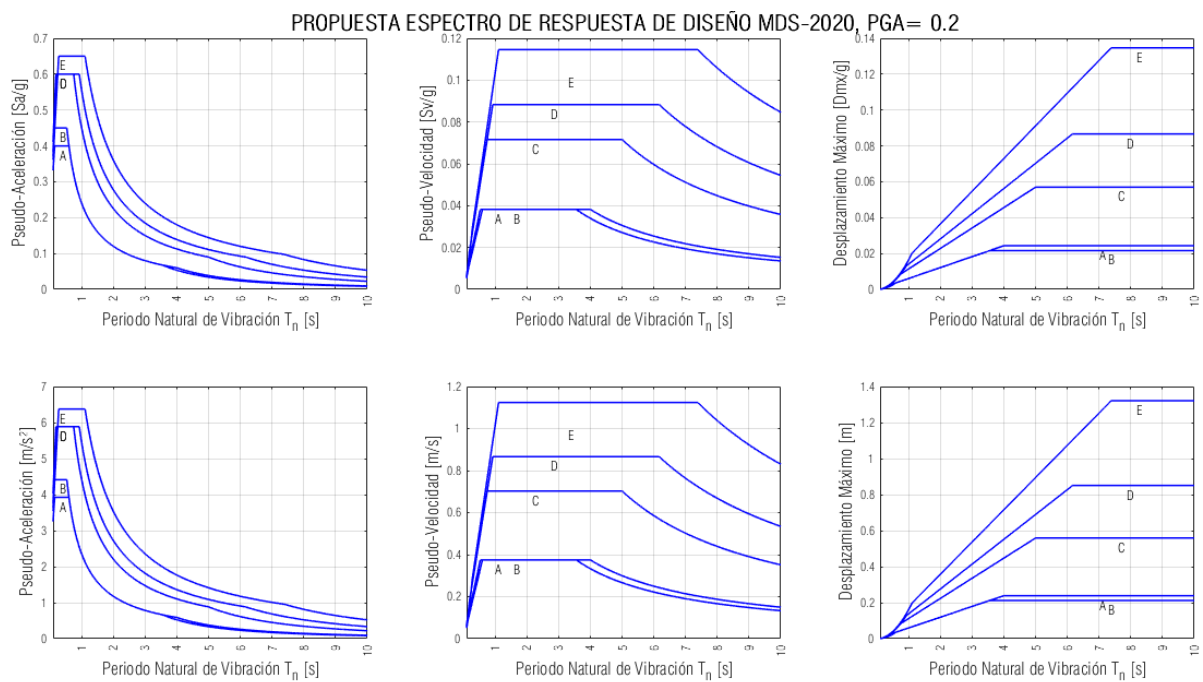 PROPUESTA ESPECTRO DE RESPUESTA DE DISEÑO MDS-2020, PGA= 0.2
Pseudo-Aceleración [Sa/g]
0.7
0.6
0.5
0.4
0.3
0.2
0.1
0
E
D
B
A
1 2 3 4 5 6 7 8 9 10
Periodo Natural de Vibración Tn [s]
Pseudo-Velocidad [Sv/g]
0.12
0.1
0.08
0.06
0.04
0.02
0
E
D
C
A B
1 2 3 4 5 6 7 8 9 10
Periodo Natural de Vibración Tn [s]
Desplazamiento Máximo [Dmx/g]
0.14
0.12
0.1
0.08
0.06
0.04
0.02
0
E
D
C
A B
1 2 3 4 5 6 7 8 9 10
Periodo Natural de Vibración Tn [s]
Pseudo-Aceleración [m/s²]
7
6
5
4
3
2
1
0
E
D
B
A
1 2 3 4 5 6 7 8 9 10
Periodo Natural de Vibración Tn [s]
Pseudo-Velocidad [m/s]
1.2
1
0.8
0.6
0.4
0.2
0
E
D
C
A B
1 2 3 4 5 6 7 8 9 10
Periodo Natural de Vibración Tn [s]
Desplazamiento Máximo [m]
1.4
1.2
1
0.8
0.6
0.4
0.2
0
E
D
C
A B
1 2 3 4 5 6 7 8 9 10
Periodo Natural de Vibración Tn [s]